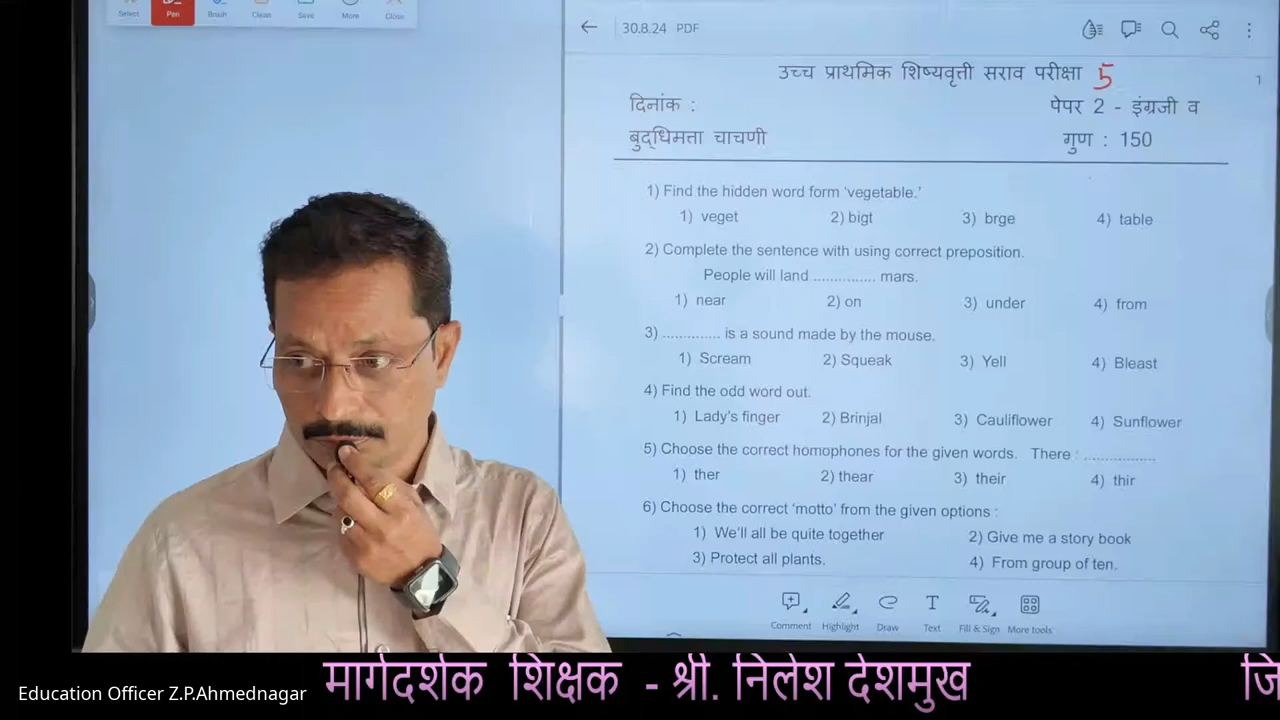 Select Pen Brush Clean Save More Close
30.8.24 PDF
उच्च प्राथमिक शिष्यवृत्ती सराव परीक्षा 5
1
दिनांक : पेपर 2 - इंग्रजी व
बुद्धिमत्ता चाचणी गुण : 150
1) Find the hidden word form ‘vegetable.’
1) veget 2) bigt 3) brge 4) table
2) Complete the sentence with using correct preposition.
People will land ............... mars.
1) near 2) on 3) under 4) from
3) .............. is a sound made by the mouse.
1) Scream 2) Squeak 3) Yell 4) Bleast
4) Find the odd word out.
1) Lady's finger 2) Brinjal 3) Cauliflower 4) Sunflower
5) Choose the correct homophones for the given words. There : .................
1) ther 2) thear 3) their 4) thir
6) Choose the correct ‘motto’ from the given options :
1) We'll all be quite together 2) Give me a story book
3) Protect all plants. 4) From group of ten.
Comment Highlight Draw Text Fill & Sign More tools
मार्गदर्शक शिक्षक - श्री. निलेश देशमुख जि
Education Officer Z.P.Ahmednagar